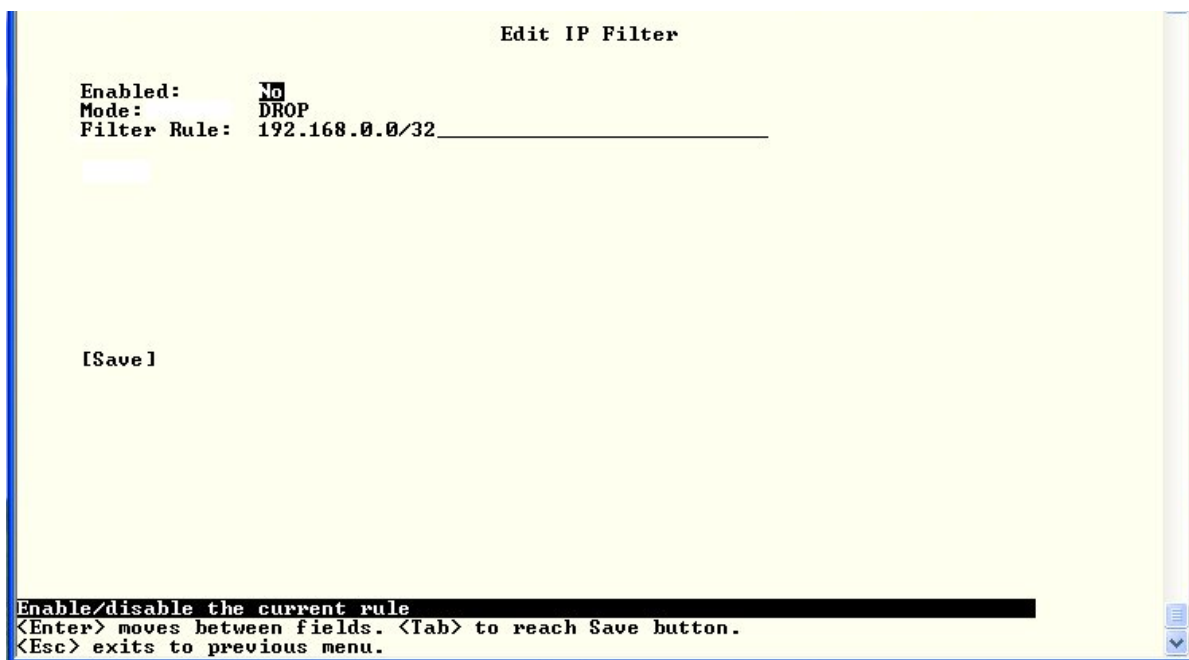 Edit IP Filter
Enabled: No
Mode: DROP
Filter Rule: 192.168.0.0/32
[Save]
Enable/disable the current rule
<Enter> moves between fields. <Tab> to reach Save button.
<Esc> exits to previous menu.